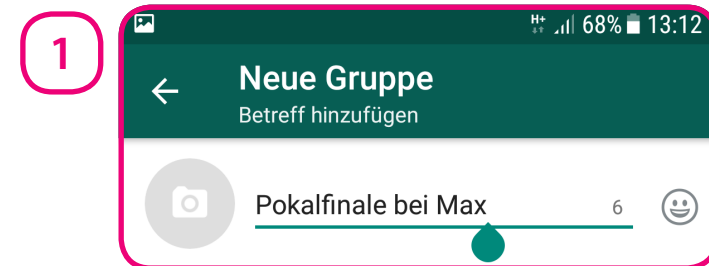 1
H+ 68% 13:12
Neue Gruppe
Betreff hinzufügen
Pokalfinale bei Max 6